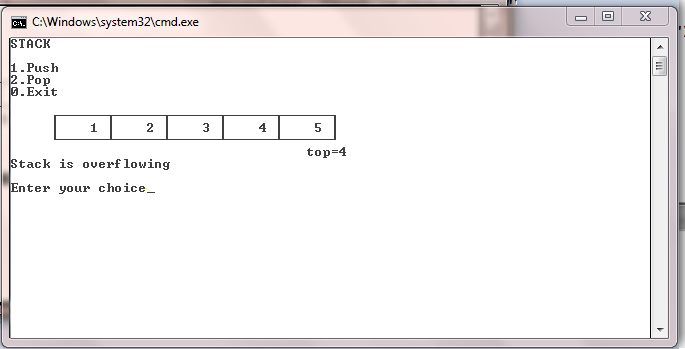 C:\Windows\system32\cmd.exe
STACK
1.Push
2.Pop
0.Exit
1 2 3 4 5
top=4
Stack is overflowing
Enter your choice_